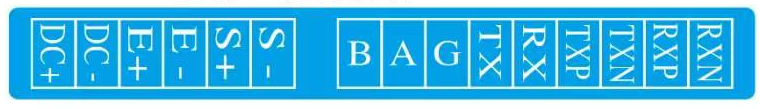 DC+ DC- E+ E- S+ S- B A G TX RX TXP TXN RXP RXN